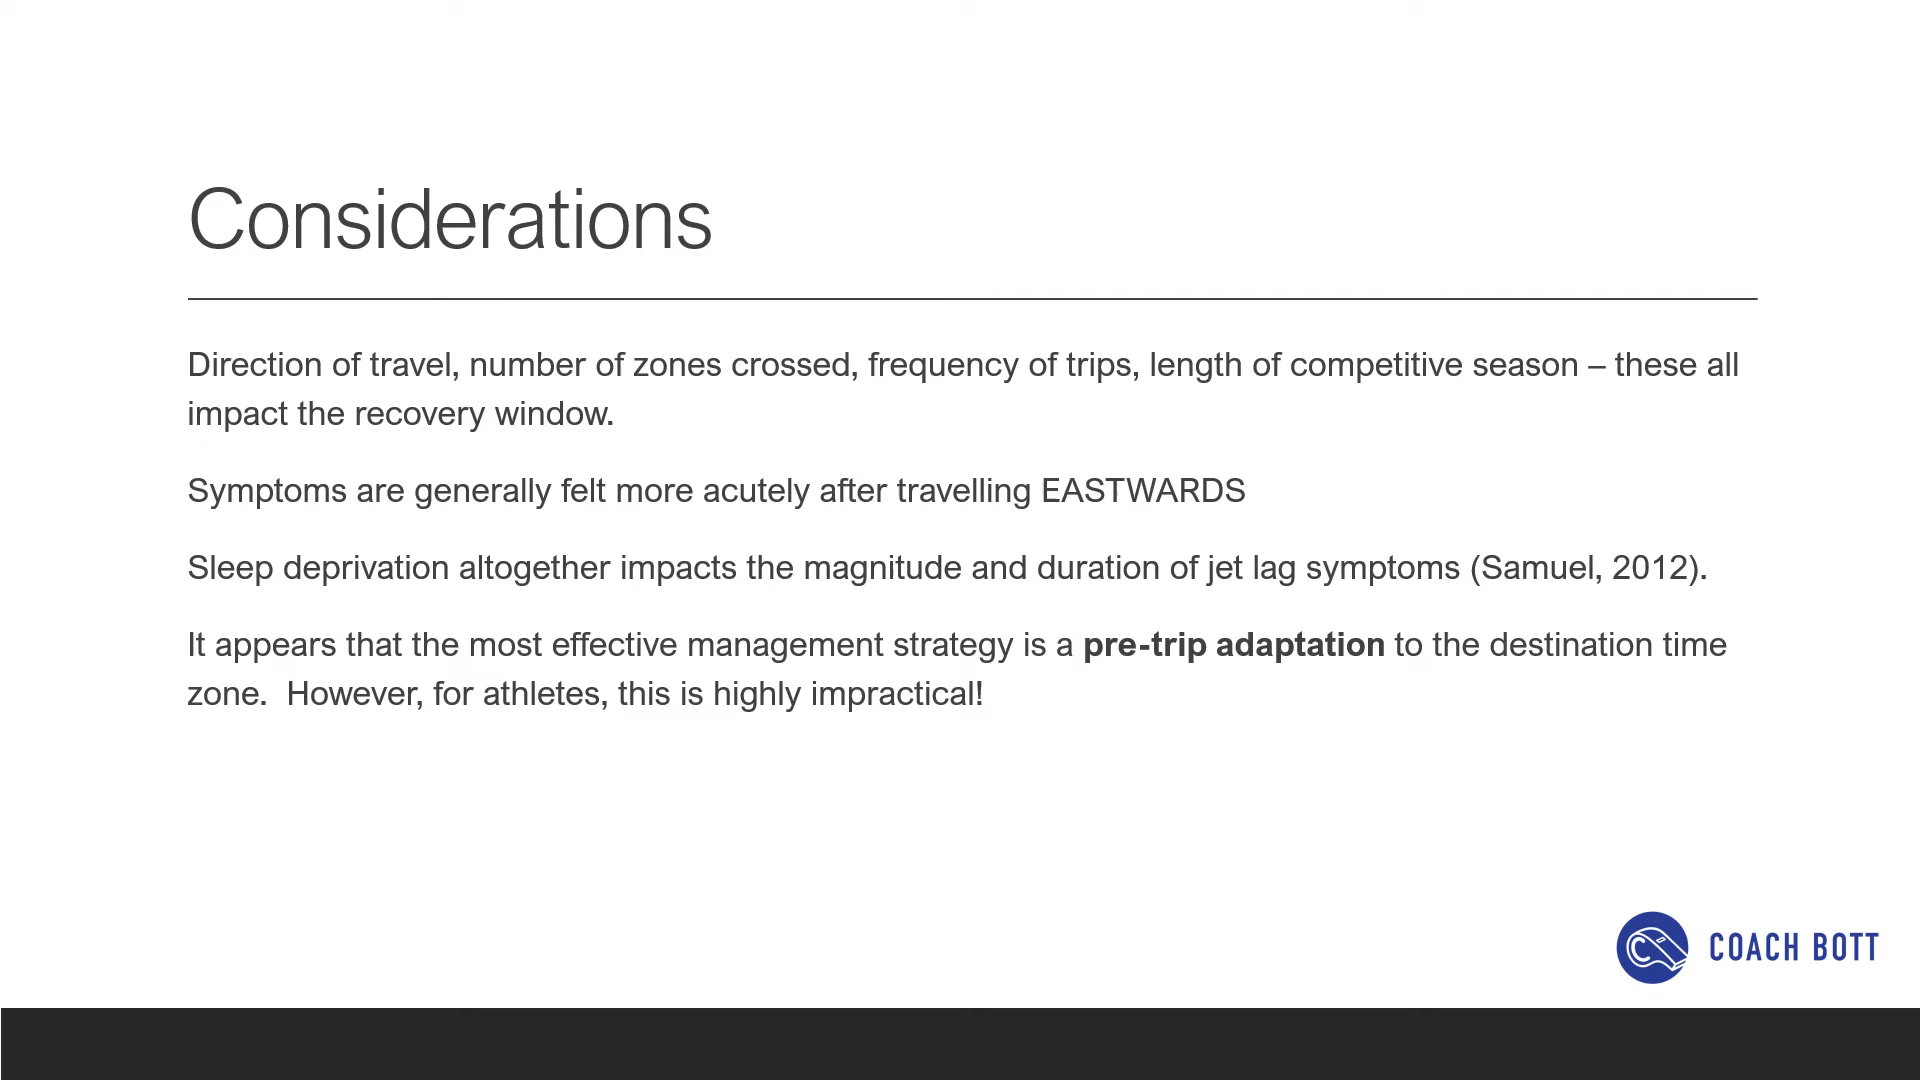 Considerations
Direction of travel, number of zones crossed, frequency of trips, length of competitive season – these all
impact the recovery window.
Symptoms are generally felt more acutely after travelling EASTWARDS
Sleep deprivation altogether impacts the magnitude and duration of jet lag symptoms (Samuel, 2012).
It appears that the most effective management strategy is a pre-trip adaptation to the destination time
zone.  However, for athletes, this is highly impractical!
COACH BOTT